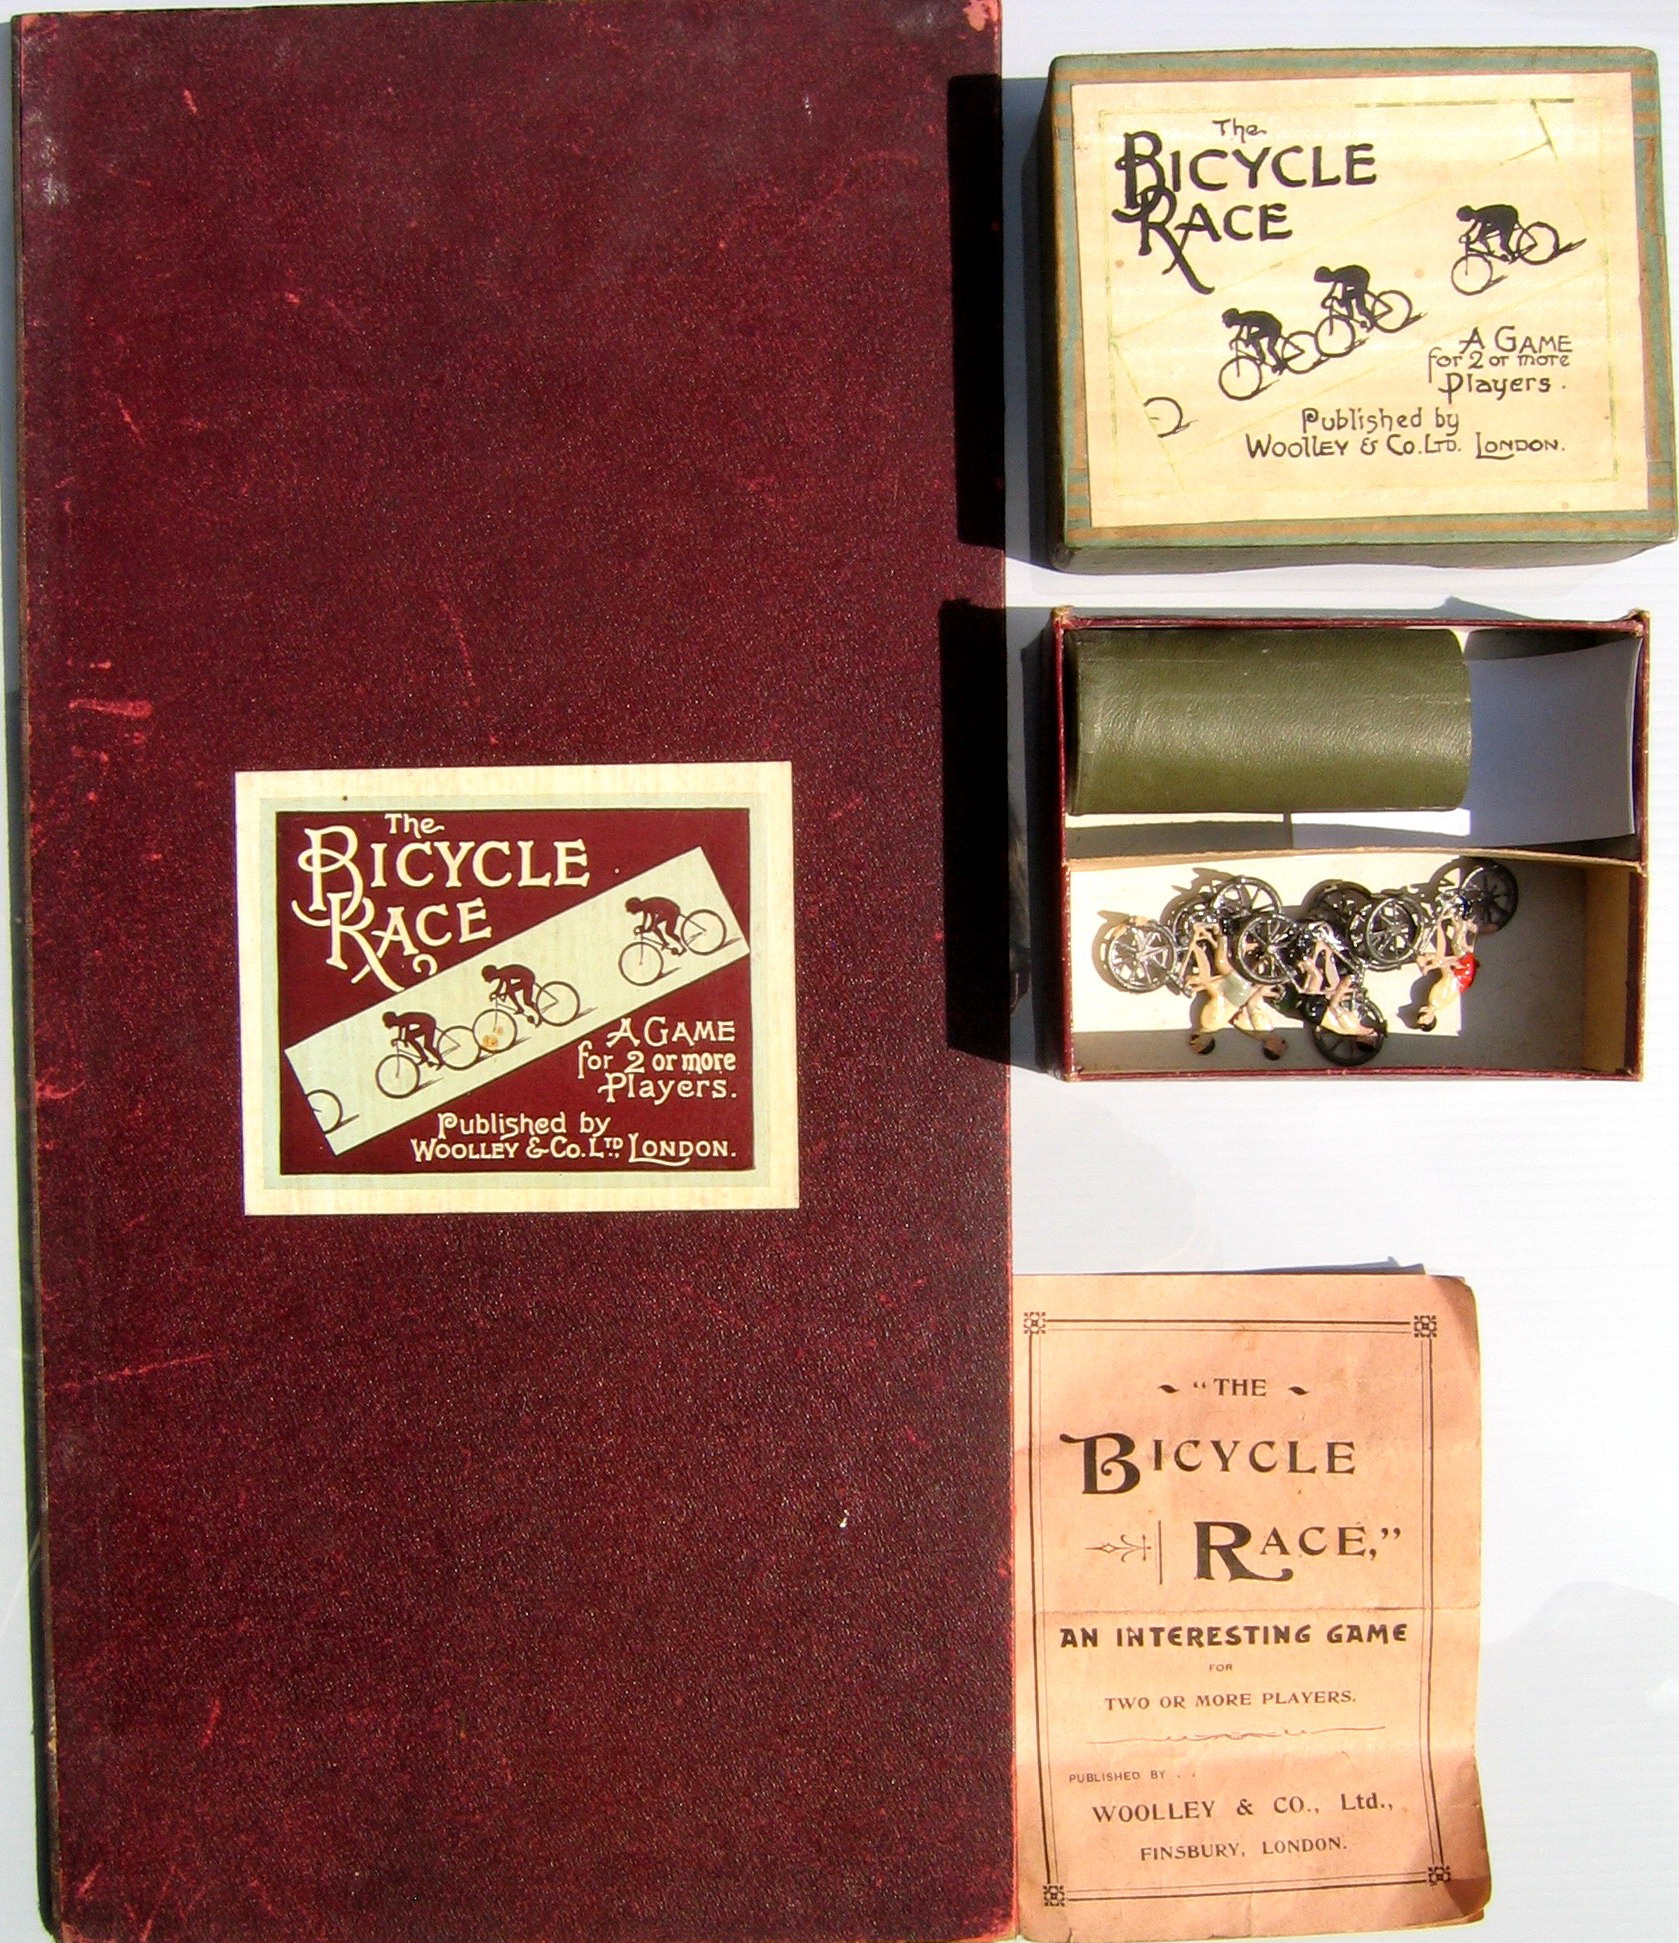 The
BICYCLE
RACE
A GAME
for 2 or more
Players.
Published by
WOOLLEY & Co. LTD. LONDON.
The
BICYCLE
RACE
A GAME
for 2 or more
Players.
Published by
WOOLLEY & Co. LTD. LONDON.
"THE
BICYCLE
RACE,"
AN INTERESTING GAME
FOR
TWO OR MORE PLAYERS.
PUBLISHED BY . .
WOOLLEY & CO., Ltd.,
FINSBURY, LONDON.